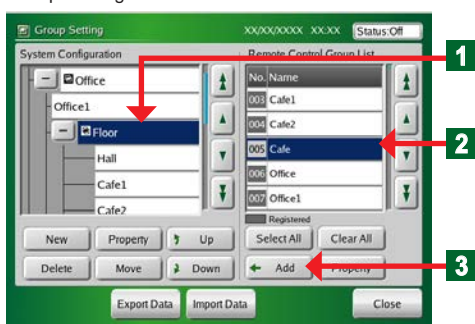 Group Setting XX/XX/XXXX XX:XX Status:Off
System Configuration
Office
Office1
Floor
Hall
Cafe1
Cafe2
Remote Control Group List
No. Name
003 Cafe1
004 Cafe2
005 Cafe
006 Office
007 Office1
Registered
New Property Up
Select All Clear All
Delete Move Down
Add Property
Export Data Import Data Close
1
2
3